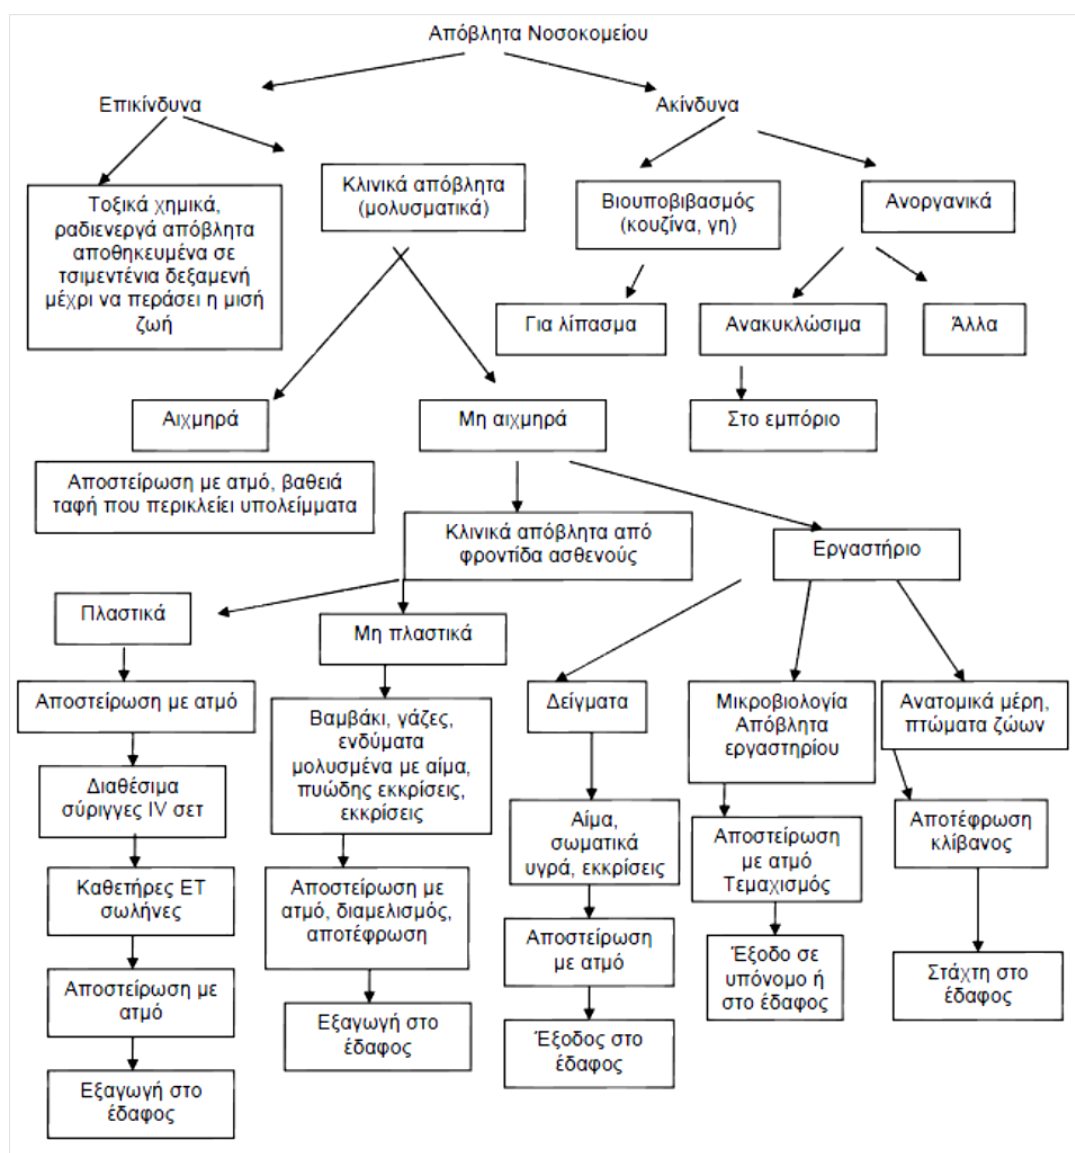 Απόβλητα Νοσοκομείου
Επικίνδυνα
Ακίνδυνα
Τοξικά χημικά,
ραδιενεργά απόβλητα
αποθηκευμένα σε
τσιμεντένια δεξαμενή
μέχρι να περάσει η μισή
ζωή
Κλινικά απόβλητα
(μολυσματικά)
Βιουποβιβασμός
(κουζίνα, γη)
Ανοργανικά
Για λίπασμα
Ανακυκλώσιμα
Άλλα
Αιχμηρά
Μη αιχμηρά
Στο εμπόριο
Αποστείρωση με ατμό, βαθειά
ταφή που περικλείει υπολείμματα
Κλινικά απόβλητα από
φροντίδα ασθενούς
Εργαστήριο
Πλαστικά
Μη πλαστικά
Αποστείρωση με ατμό
Βαμβάκι, γάζες,
ενδύματα
μολυσμένα με αίμα,
πυώδης εκκρίσεις,
εκκρίσεις
Δείγματα
Μικροβιολογία
Απόβλητα
εργαστηρίου
Ανατομικά μέρη,
πτώματα ζώων
Διαθέσιμα
σύριγγες IV σετ
Αίμα,
σωματικά
υγρά, εκκρίσεις
Αποστείρωση
με ατμό
Τεμαχισμός
Αποτέφρωση
κλίβανος
Καθετήρες ΕΤ
σωλήνες
Αποστείρωση με
ατμό, διαμελισμός,
αποτέφρωση
Αποστείρωση
με ατμό
Έξοδο σε
υπόνομο ή
στο έδαφος
Στάχτη στο
έδαφος
Αποστείρωση με
ατμό
Εξαγωγή στο
έδαφος
Έξοδος στο
έδαφος
Εξαγωγή στο
έδαφος